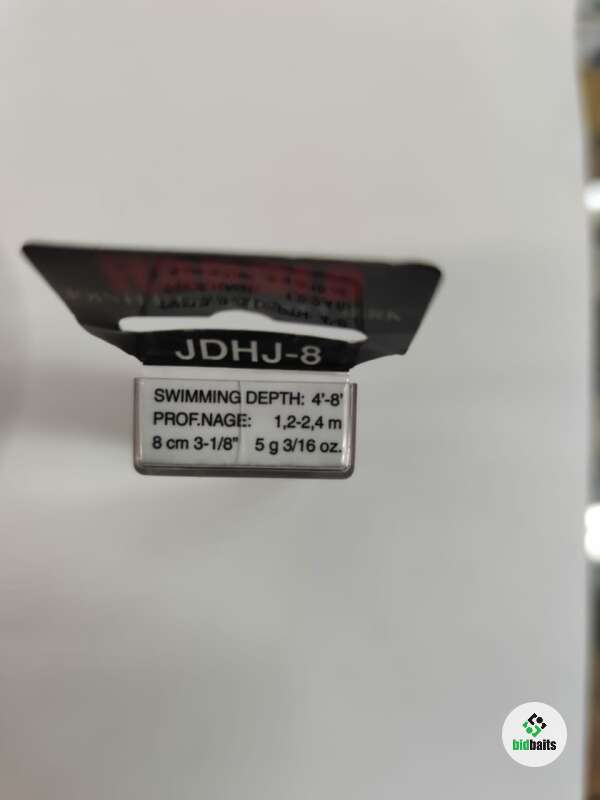 JDHJ-8
SWIMMING DEPTH: 4'-8'
PROF.NAGE: 1,2-2,4 m
8 cm 3-1/8" 5 g 3/16 oz.
bidbaits